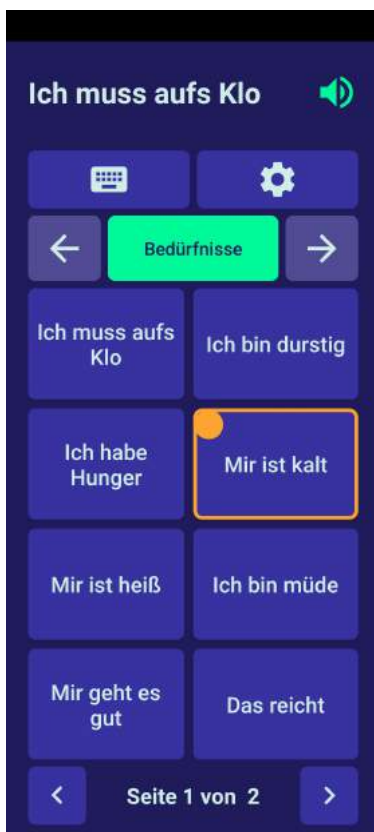 Ich muss aufs Klo
Bedürfnisse
Ich muss aufs
Klo
Ich bin durstig
Ich habe
Hunger
Mir ist kalt
Mir ist heiß
Ich bin müde
Mir geht es
gut
Das reicht
Seite 1 von 2